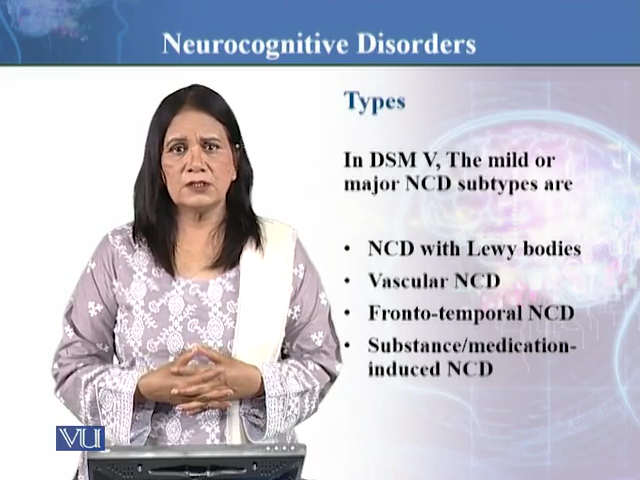 Neurocognitive Disorders
Types
In DSM V, The mild or
major NCD subtypes are
• NCD with Lewy bodies
• Vascular NCD
• Fronto-temporal NCD
• Substance/medication-
induced NCD
VU